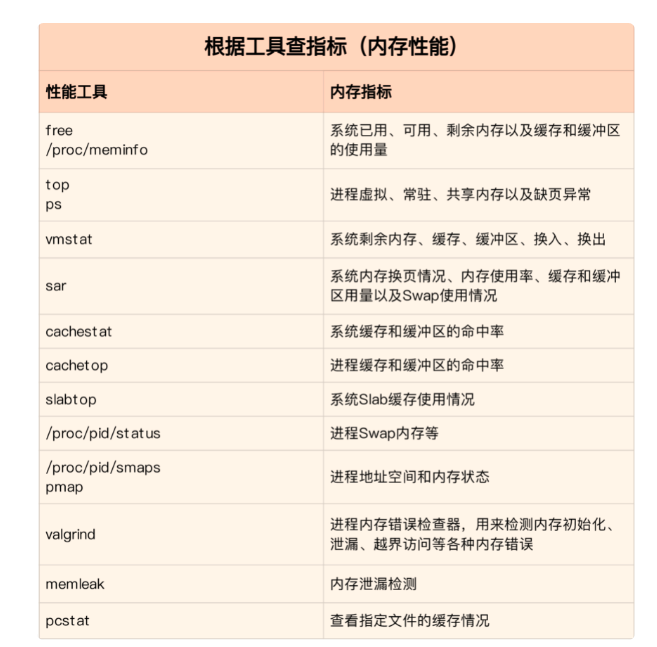 根据工具查指标（内存性能）
性能工具
内存指标
free
/proc/meminfo
系统已用、可用、剩余内存以及缓存和缓冲区
的使用量
top
ps
进程虚拟、常驻、共享内存以及缺页异常
vmstat
系统剩余内存、缓存、缓冲区、换入、换出
sar
系统内存换页情况、内存使用率、缓存和缓冲
区用量以及Swap使用情况
cachestat
系统缓存和缓冲区的命中率
cachetop
进程缓存和缓冲区的命中率
slabtop
系统Slab缓存使用情况
/proc/pid/status
进程Swap内存等
/proc/pid/smaps
pmap
进程地址空间和内存状态
valgrind
进程内存错误检查器，用来检测内存初始化、
泄漏、越界访问等各种内存错误
memleak
内存泄漏检测
pcstat
查看指定文件的缓存情况